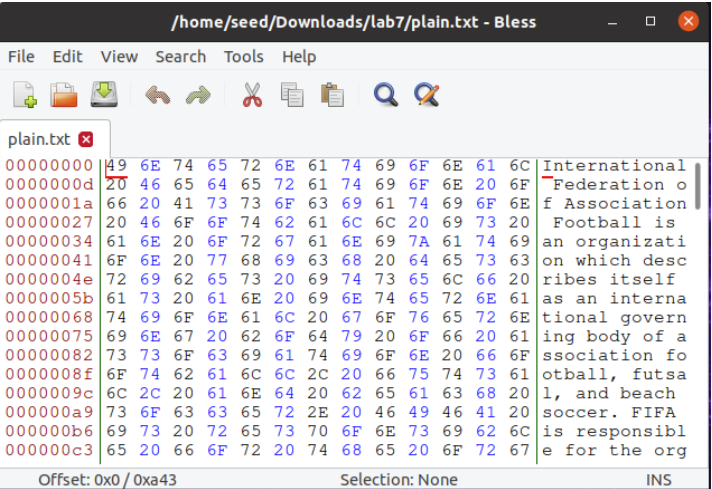 /home/seed/Downloads/lab7/plain.txt - Bless
File Edit View Search Tools Help
plain.txt
00000000 49 6E 74 65 72 6E 61 74 69 6F 6E 61 6C International
0000000d 20 46 65 64 65 72 61 74 69 6F 6E 20 6F  Federation o
0000001a 66 20 41 73 73 6F 63 69 61 74 69 6F 6E f Association
00000027 20 46 6F 6F 74 62 61 6C 6C 20 69 73 20  Football is
00000034 61 6E 20 6F 72 67 61 6E 69 7A 61 74 69 an organizati
00000041 6F 6E 20 77 68 69 63 68 20 64 65 73 63 on which desc
0000004e 72 69 62 65 73 20 69 74 73 65 6C 66 20 ribes itself
0000005b 61 73 20 61 6E 20 69 6E 74 65 72 6E 61 as an interna
00000068 74 69 6F 6E 61 6C 20 67 6F 76 65 72 6E tional govern
00000075 69 6E 67 20 62 6F 64 79 20 6F 66 20 61 ing body of a
00000082 73 73 6F 63 69 61 74 69 6F 6E 20 66 6F ssociation fo
0000008f 6F 74 62 61 6C 6C 2C 20 66 75 74 73 61 otball, futsa
0000009c 6C 2C 20 61 6E 64 20 62 65 61 63 68 20 l, and beach
000000a9 73 6F 63 63 65 72 2E 20 46 49 46 41 20 soccer. FIFA
000000b6 69 73 20 72 65 73 70 6F 6E 73 69 62 6C is responsibl
000000c3 65 20 66 6F 72 20 74 68 65 20 6F 72 67 e for the org
Offset: 0x0 / 0xa43 Selection: None INS